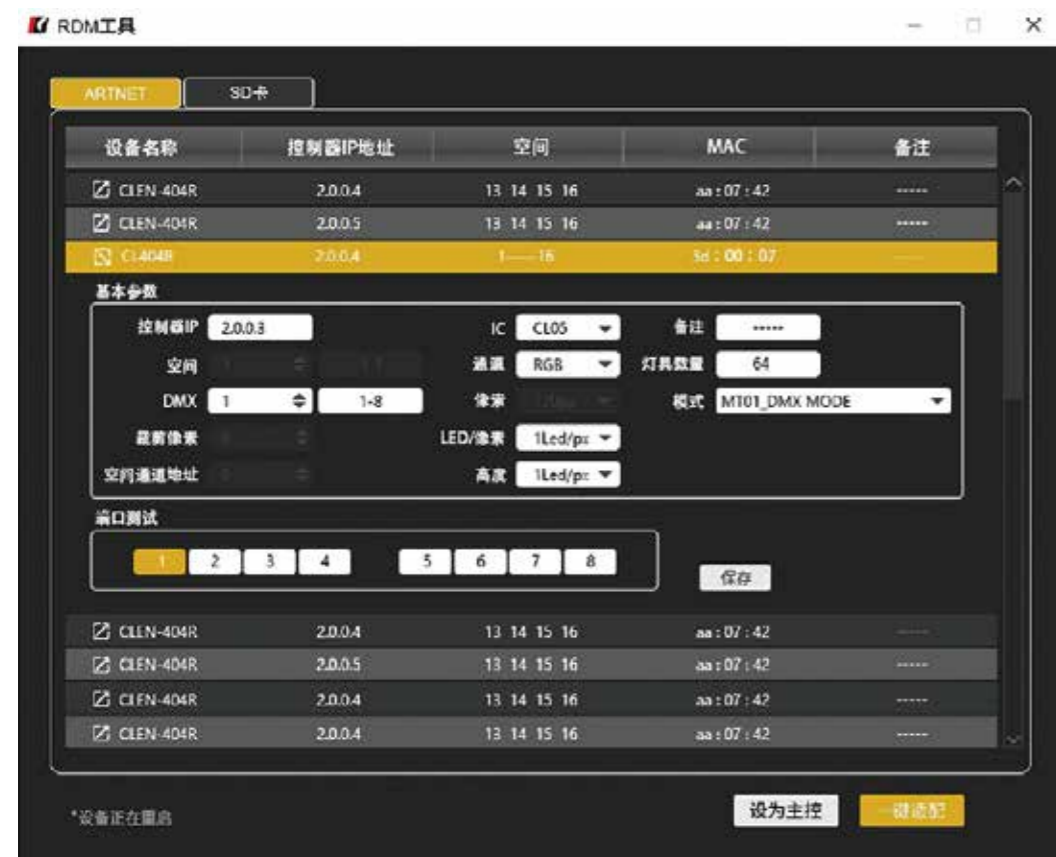 RDM工具
ARTNET SD卡
设备名称 控制器IP地址 空间 MAC 备注
CLEN-404R 2.0.0.4 13 14 15 16 aa : 07 : 42 -----
CLEN-404R 2.0.0.5 13 14 15 16 aa : 07 : 42 -----
CL404R 2.0.0.4 1——16 3d : 00 : 07 -----
基本参数
控制器IP 2.0.0.3 IC CL05 备注 -----
空间 通道 RGB 灯具数量 64
DMX 1 1-8 像素 模式 MT01_DMX MODE
裁剪像素 LED/像素 1Led/px
空间通道地址 高度 1Led/px
端口测试
1 2 3 4 5 6 7 8
保存
CLEN-404R 2.0.0.4 13 14 15 16 aa : 07 : 42 -----
CLEN-404R 2.0.0.5 13 14 15 16 aa : 07 : 42 -----
CLEN-404R 2.0.0.4 13 14 15 16 aa : 07 : 42 -----
CLEN-404R 2.0.0.4 13 14 15 16 aa : 07 : 42 -----
*设备正在重启 设为主控 一键适配